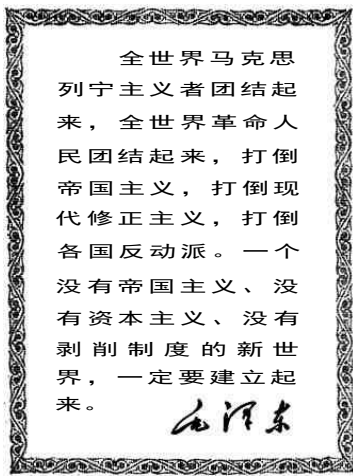 全世界马克思
列宁主义者团结起
来，全世界革命人
民团结起来，打倒
帝国主义，打倒现
代修正主义，打倒
各国反动派。一个
没有帝国主义、没
有资本主义、没有
剥削制度的新世
界，一定要建立起
来。
毛泽东